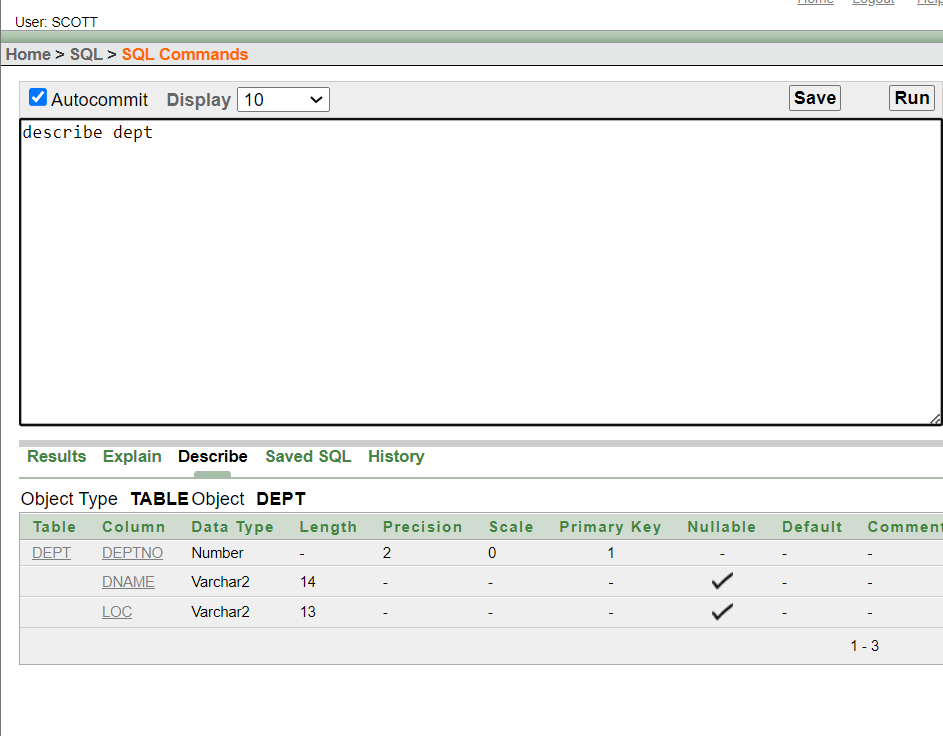 Home Logout Help
User: SCOTT
Home > SQL > SQL Commands
Autocommit Display 10 Save Run
describe dept
Results Explain Describe Saved SQL History
Object Type TABLE Object DEPT
Table Column Data Type Length Precision Scale Primary Key Nullable Default Comment
DEPT DEPTNO Number - 2 0 1 - - -
DNAME Varchar2 14 - - - - -
LOC Varchar2 13 - - - - -
1 - 3